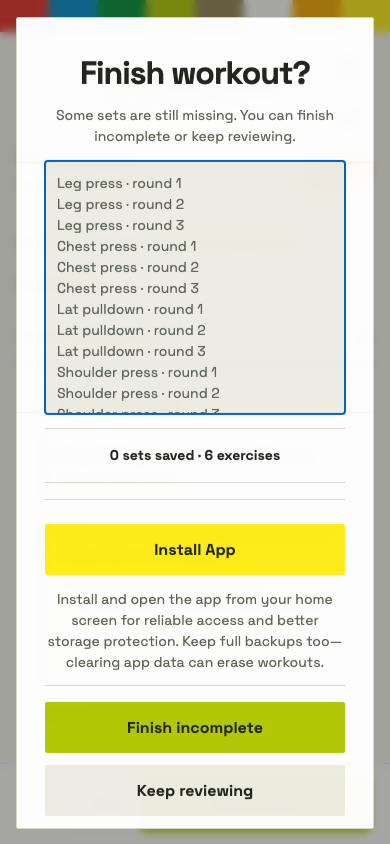 Finish workout?
Some sets are still missing. You can finish
incomplete or keep reviewing.
Leg press · round 1
Leg press · round 2
Leg press · round 3
Chest press · round 1
Chest press · round 2
Chest press · round 3
Lat pulldown · round 1
Lat pulldown · round 2
Lat pulldown · round 3
Shoulder press · round 1
Shoulder press · round 2
Shoulder press · round 3
0 sets saved · 6 exercises
Install App
Install and open the app from your home
screen for reliable access and better
storage protection. Keep full backups too—
clearing app data can erase workouts.
Finish incomplete
Keep reviewing